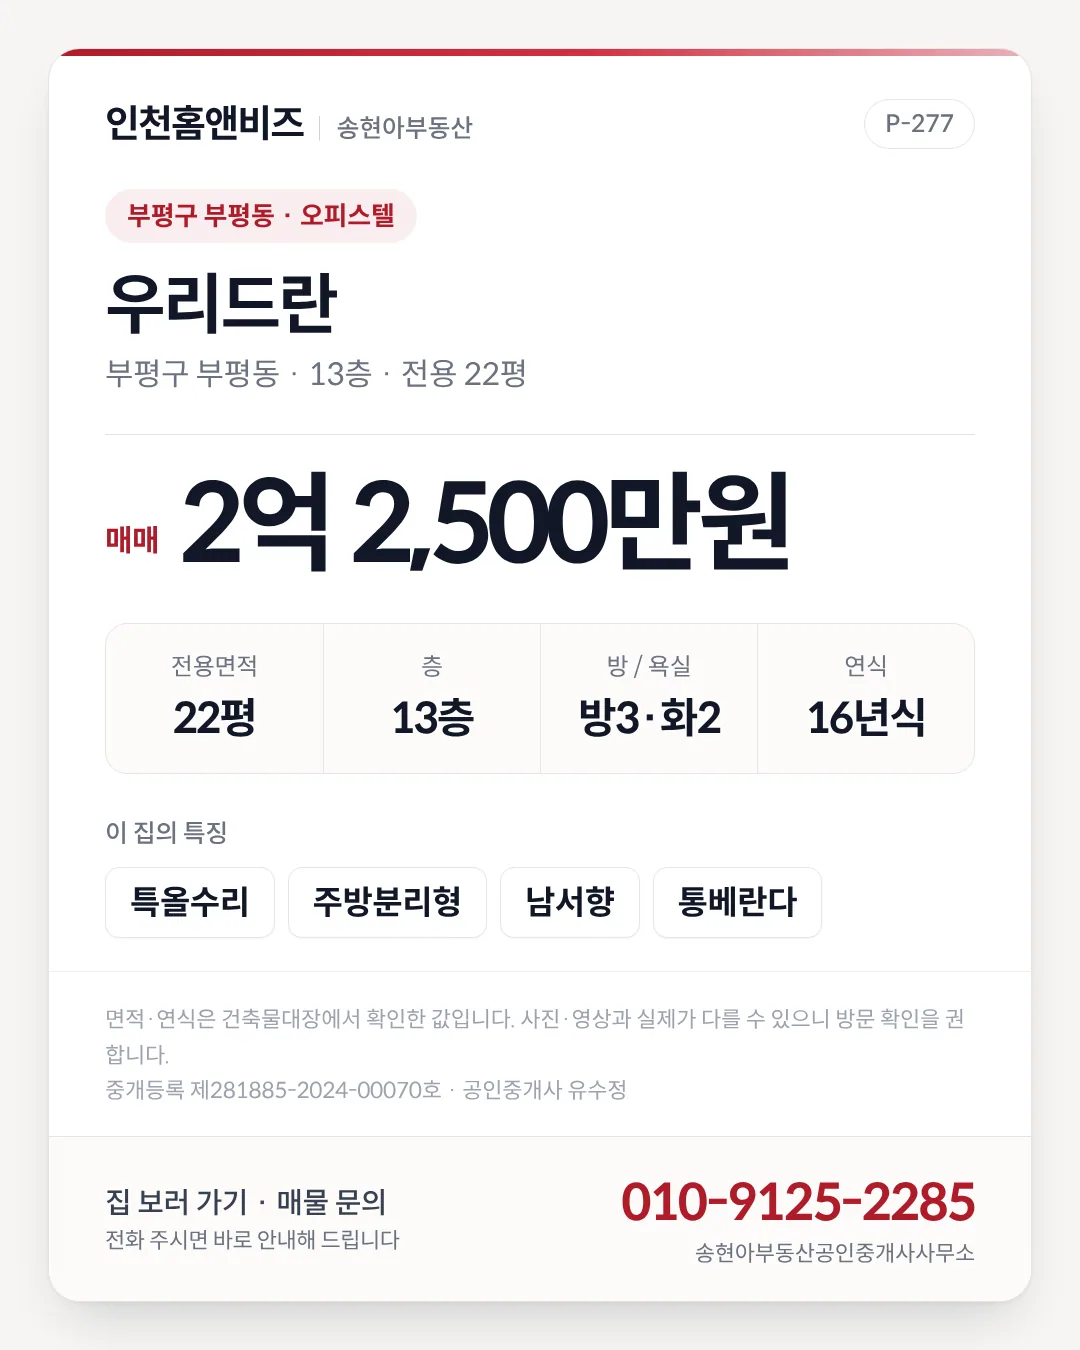 인천홈앤비즈 | 송현아부동산
P-277
부평구 부평동 · 오피스텔
우리드란
부평구 부평동 · 13층 · 전용 22평
매매 2억 2,500만원
전용면적 층 방 / 욕실 연식
22평 13층 방3·화2 16년식
이 집의 특징
특올수리 주방분리형 남서향 통베란다
면적·연식은 건축물대장에서 확인한 값입니다. 사진·영상과 실제가 다를 수 있으니 방문 확인을 권
합니다.
중개등록 제281885-2024-00070호 · 공인중개사 유수정
집 보러 가기 · 매물 문의
전화 주시면 바로 안내해 드립니다
010-9125-2285
송현아부동산공인중개사사무소